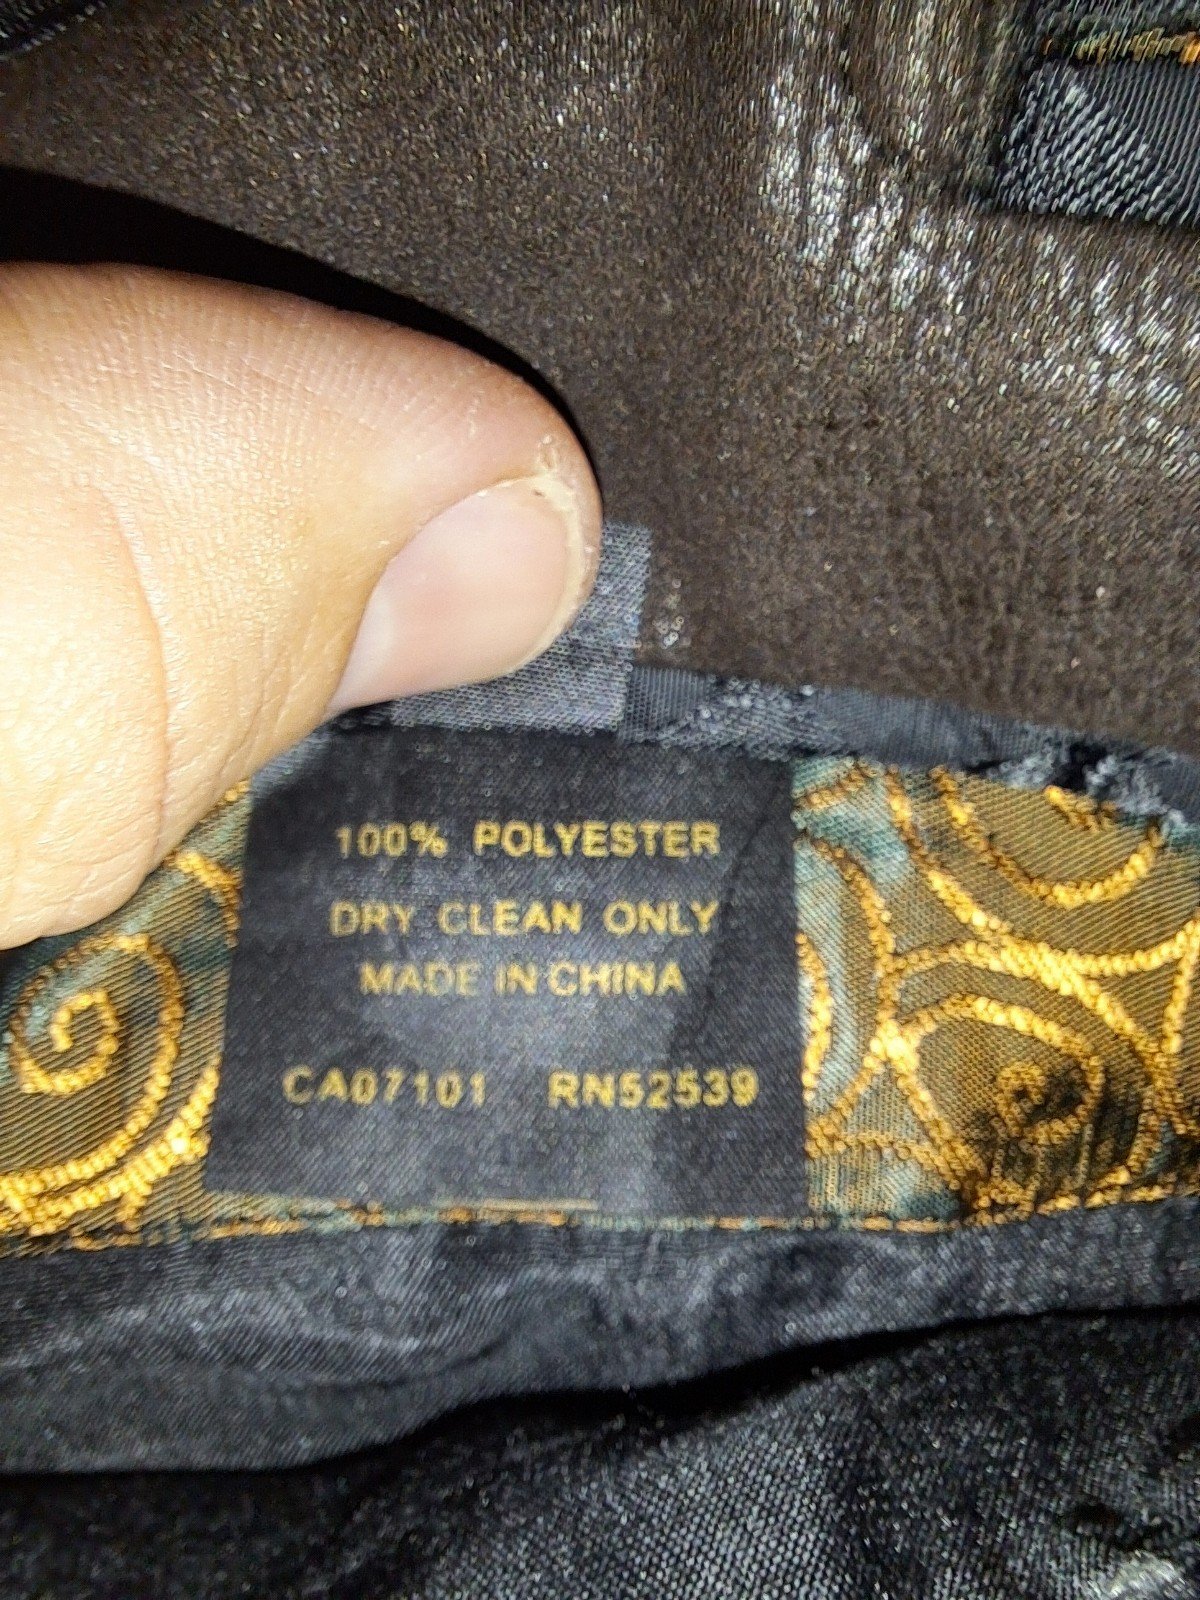 100% POLYESTER
DRY CLEAN ONLY
MADE IN CHINA
CA07101 RN52539